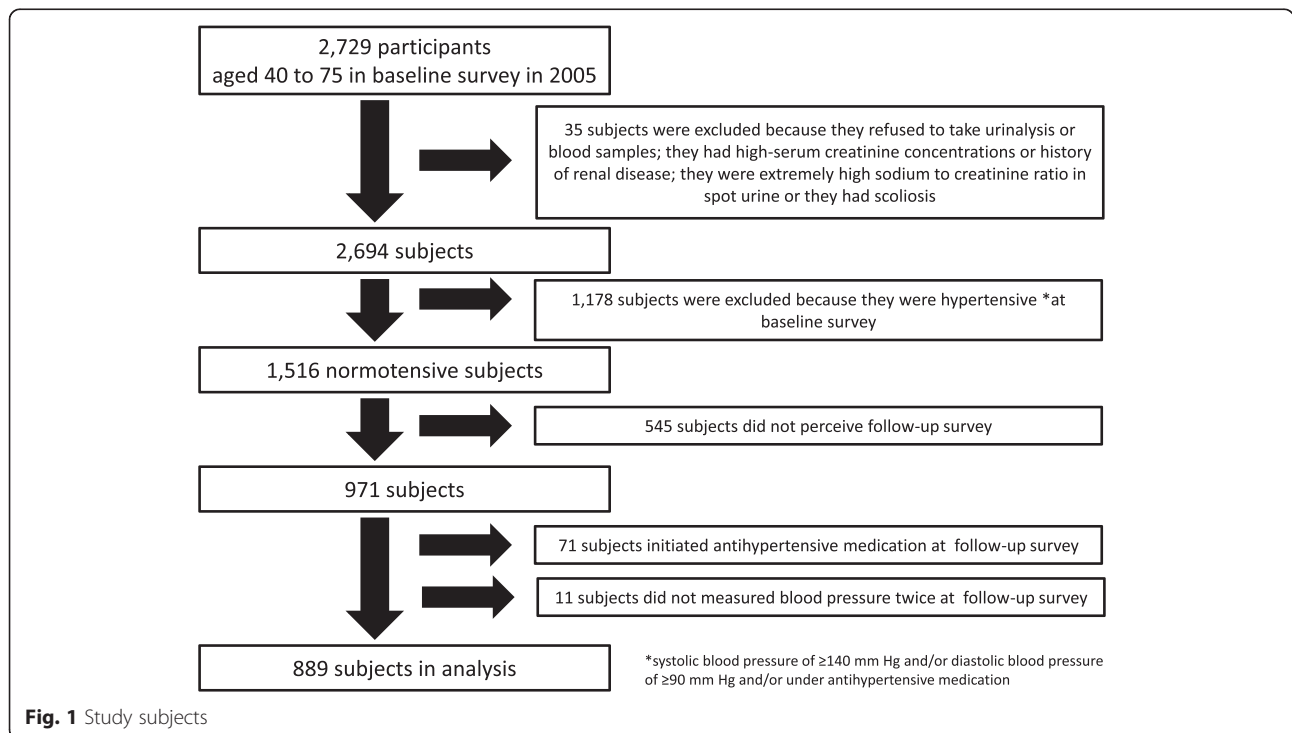 2,729 participants
aged 40 to 75 in baseline survey in 2005
35 subjects were excluded because they refused to take urinalysis or
blood samples; they had high-serum creatinine concentrations or history
of renal disease; they were extremely high sodium to creatinine ratio in
spot urine or they had scoliosis
2,694 subjects
1,178 subjects were excluded because they were hypertensive *at
baseline survey
1,516 normotensive subjects
545 subjects did not perceive follow-up survey
971 subjects
71 subjects initiated antihypertensive medication at follow-up survey
11 subjects did not measured blood pressure twice at follow-up survey
889 subjects in analysis
*systolic blood pressure of ≥140 mm Hg and/or diastolic blood pressure
of ≥90 mm Hg and/or under antihypertensive medication
Fig. 1 Study subjects